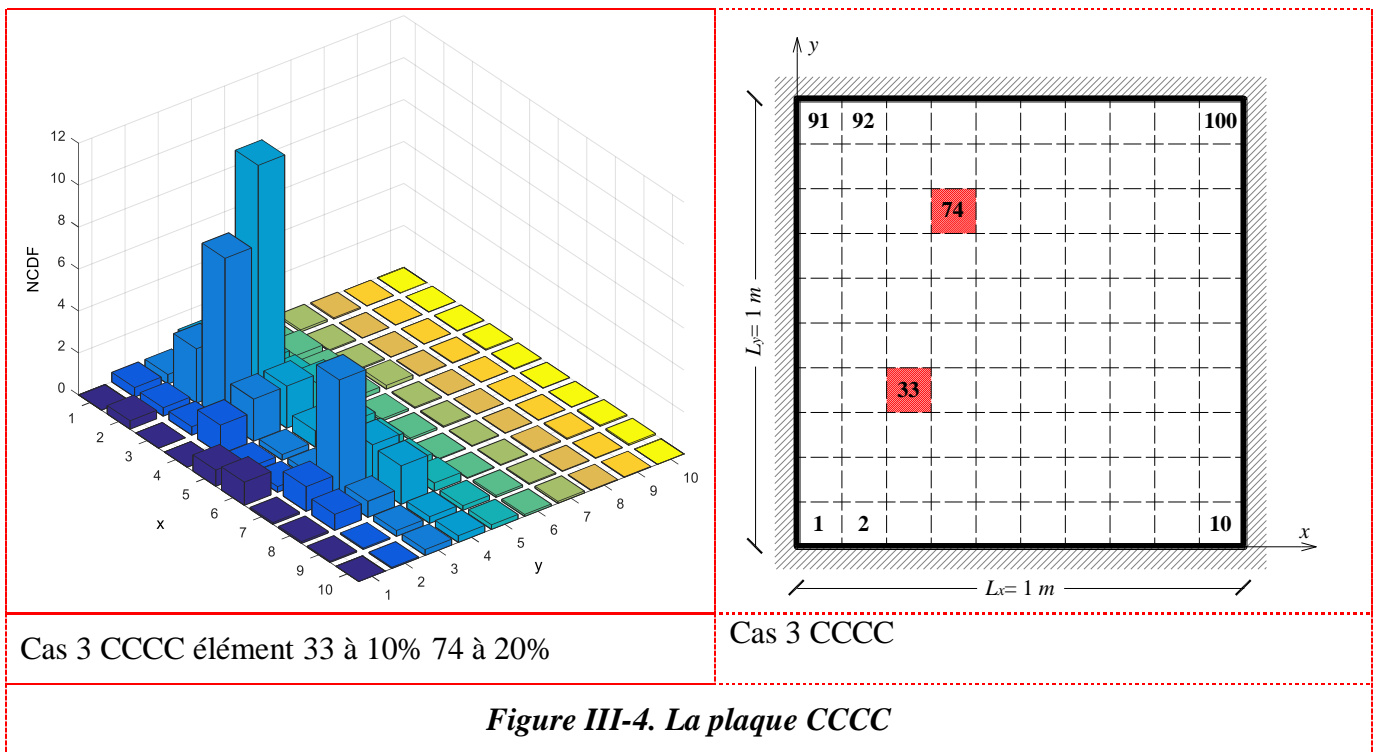 12
10
8
6
4
2
0
NCDF
1
2
3
4
5
6
7
8
9
10
x
1
2
3
4
5
6
7
8
9
10
y
y
91 92 100
74
33
1 2 10
x
Ly= 1 m
Lx= 1 m
Cas 3 CCCC élément 33 à 10% 74 à 20%
Cas 3 CCCC
Figure III-4. La plaque CCCC